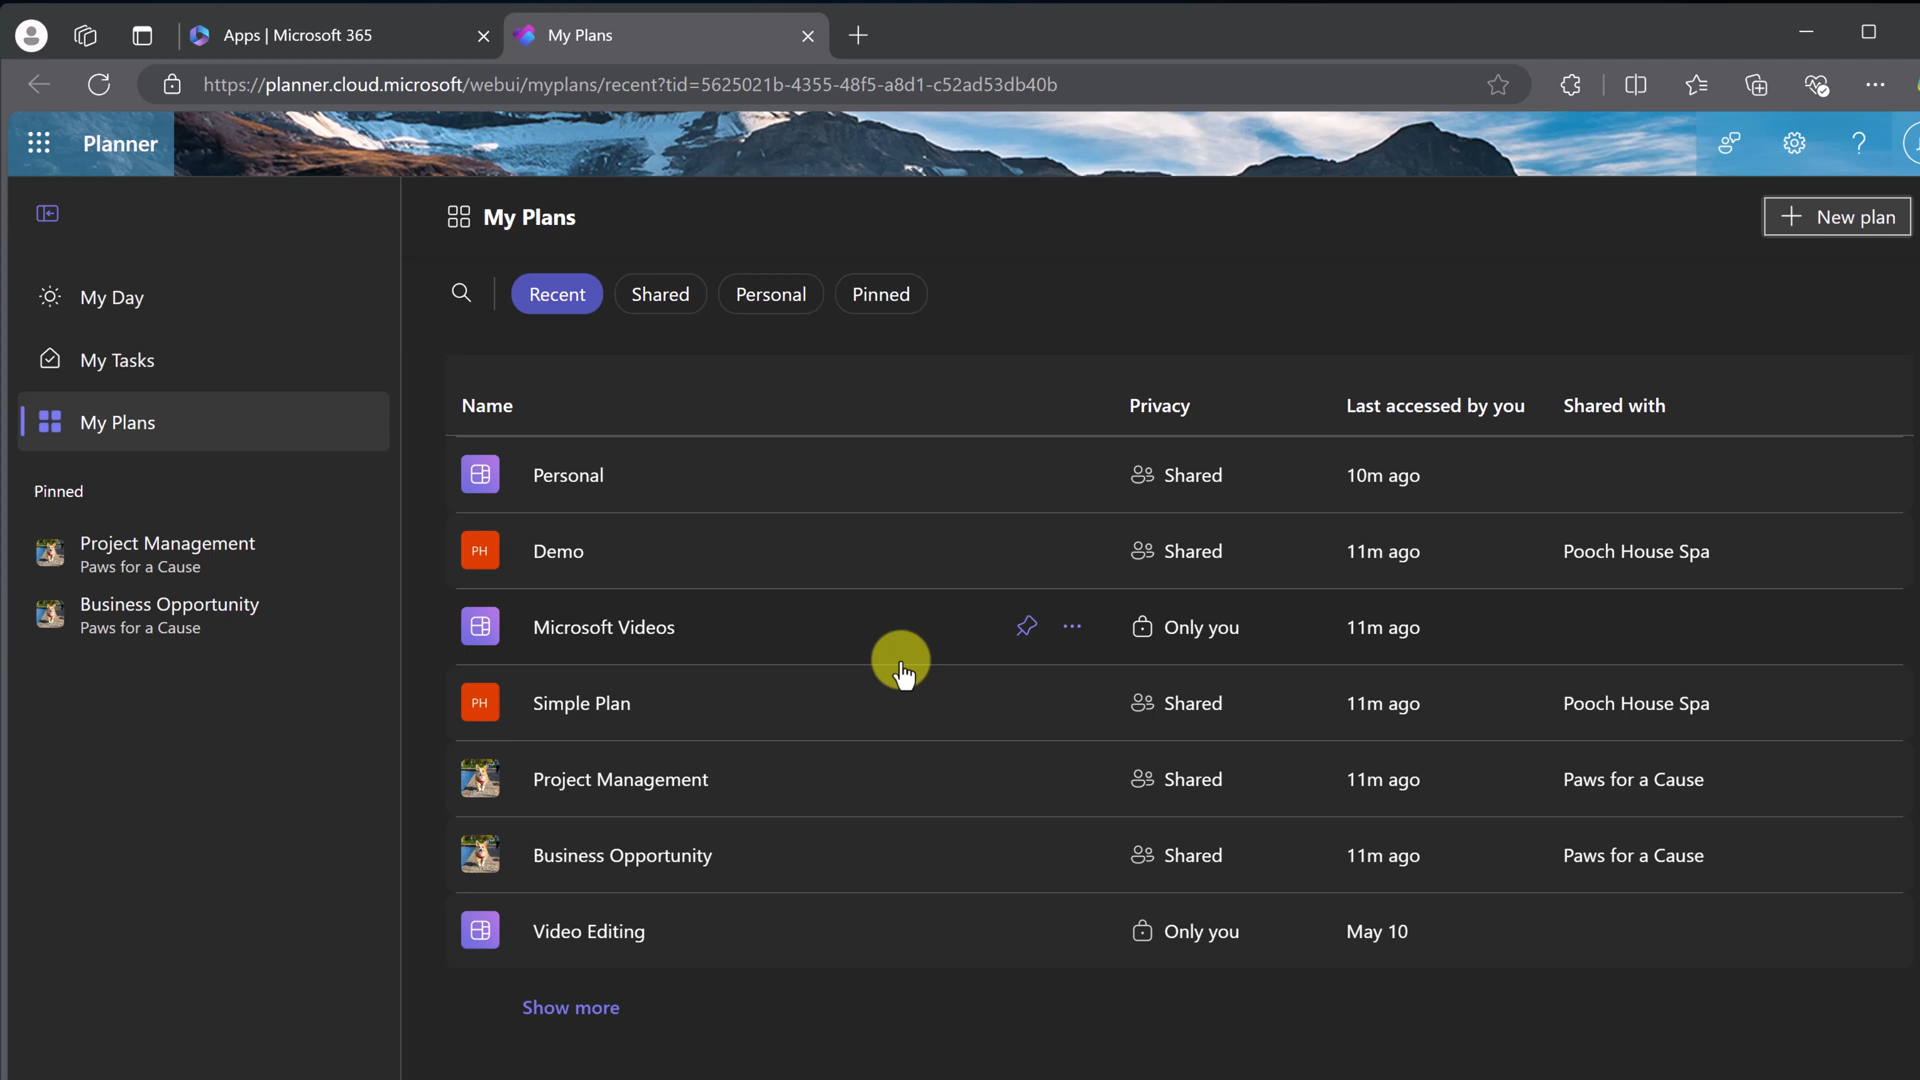 Apps | Microsoft 365
My Plans
https://planner.cloud.microsoft/webui/myplans/recent?tid=5625021b-4355-48f5-a8d1-c52ad53db40b
Planner
My Plans
New plan
My Day
My Tasks
My Plans
Pinned
Project Management
Paws for a Cause
Business Opportunity
Paws for a Cause
Recent Shared Personal Pinned
Name Privacy Last accessed by you Shared with
Personal Shared 10m ago
PH Demo Shared 11m ago Pooch House Spa
Microsoft Videos Only you 11m ago
PH Simple Plan Shared 11m ago Pooch House Spa
Project Management Shared 11m ago Paws for a Cause
Business Opportunity Shared 11m ago Paws for a Cause
Video Editing Only you May 10
Show more